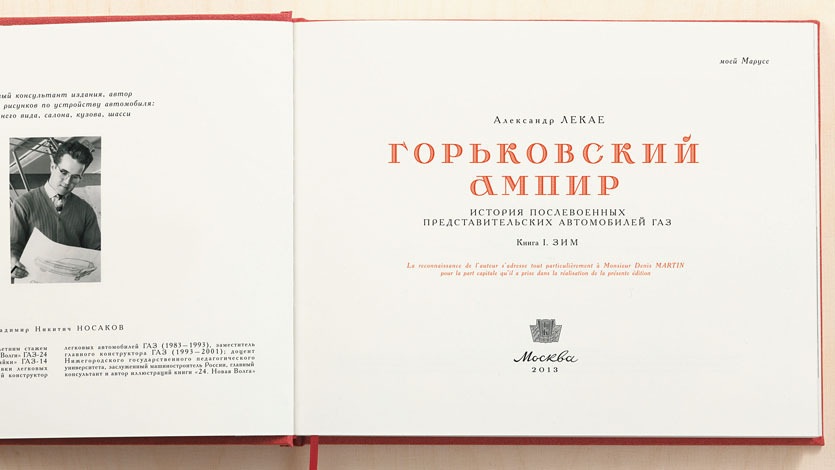 ный консультант издания, автор
рисунков по устройству автомобиля:
него вида, салона, кузова, шасси
адимир Никитич НОСАКОВ
летним стажем
Волги» ГАЗ-24
айки» ГАЗ-14
вки легковых
й конструктор
легковых автомобилей ГАЗ (1983–1993), заместитель
главного конструктора ГАЗ (1993–2001); доцент
Нижегородского государственного педагогического
университета, заслуженный машиностроитель России, главный
консультант и автор иллюстраций книги «24. Новая Волга»
моей Марусе
Александр ЛЕКАЕ
ГОРЬКОВСКИЙ
АМПИР
ИСТОРИЯ ПОСЛЕВОЕННЫХ
ПРЕДСТАВИТЕЛЬСКИХ АВТОМОБИЛЕЙ ГАЗ
Книга I. ЗИМ
La reconnaissance de l'auteur s'adresse tout particulièrement à Monsieur Denis MARTIN
pour la part capitale qu'il a prise dans la réalisation de la présente édition
Москва
2013